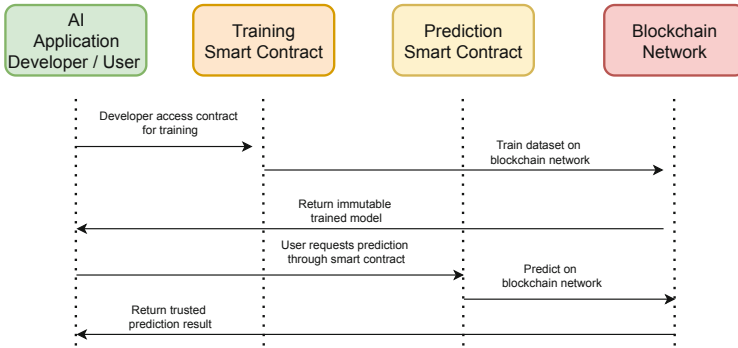 AI
Application
Developer / User
Training
Smart Contract
Prediction
Smart Contract
Blockchain
Network
Developer access contract
for training
Train dataset on
blockchain network
Return immutable
trained model
User requests prediction
through smart contract
Predict on
blockchain network
Return trusted
prediction result